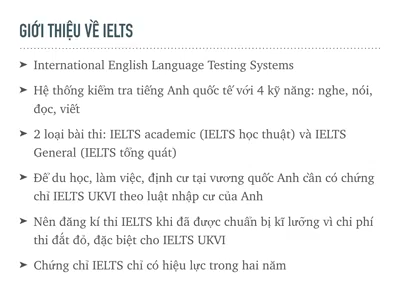 GIỚI THIỆU VỀ IELTS
➤ International English Language Testing Systems
➤ Hệ thống kiểm tra tiếng Anh quốc tế với 4 kỹ năng: nghe, nói,
đọc, viết
➤ 2 loại bài thi: IELTS academic (IELTS học thuật) và IELTS
General (IELTS tổng quát)
➤ Để du học, làm việc, định cư tại vương quốc Anh cần có chứng
chỉ IELTS UKVI theo luật nhập cư của Anh
➤ Nên đăng kí thi IELTS khi đã được chuẩn bị kĩ lưỡng vì chi phí
thi đắt đỏ, đặc biệt cho IELTS UKVI
➤ Chứng chỉ IELTS chỉ có hiệu lực trong hai năm